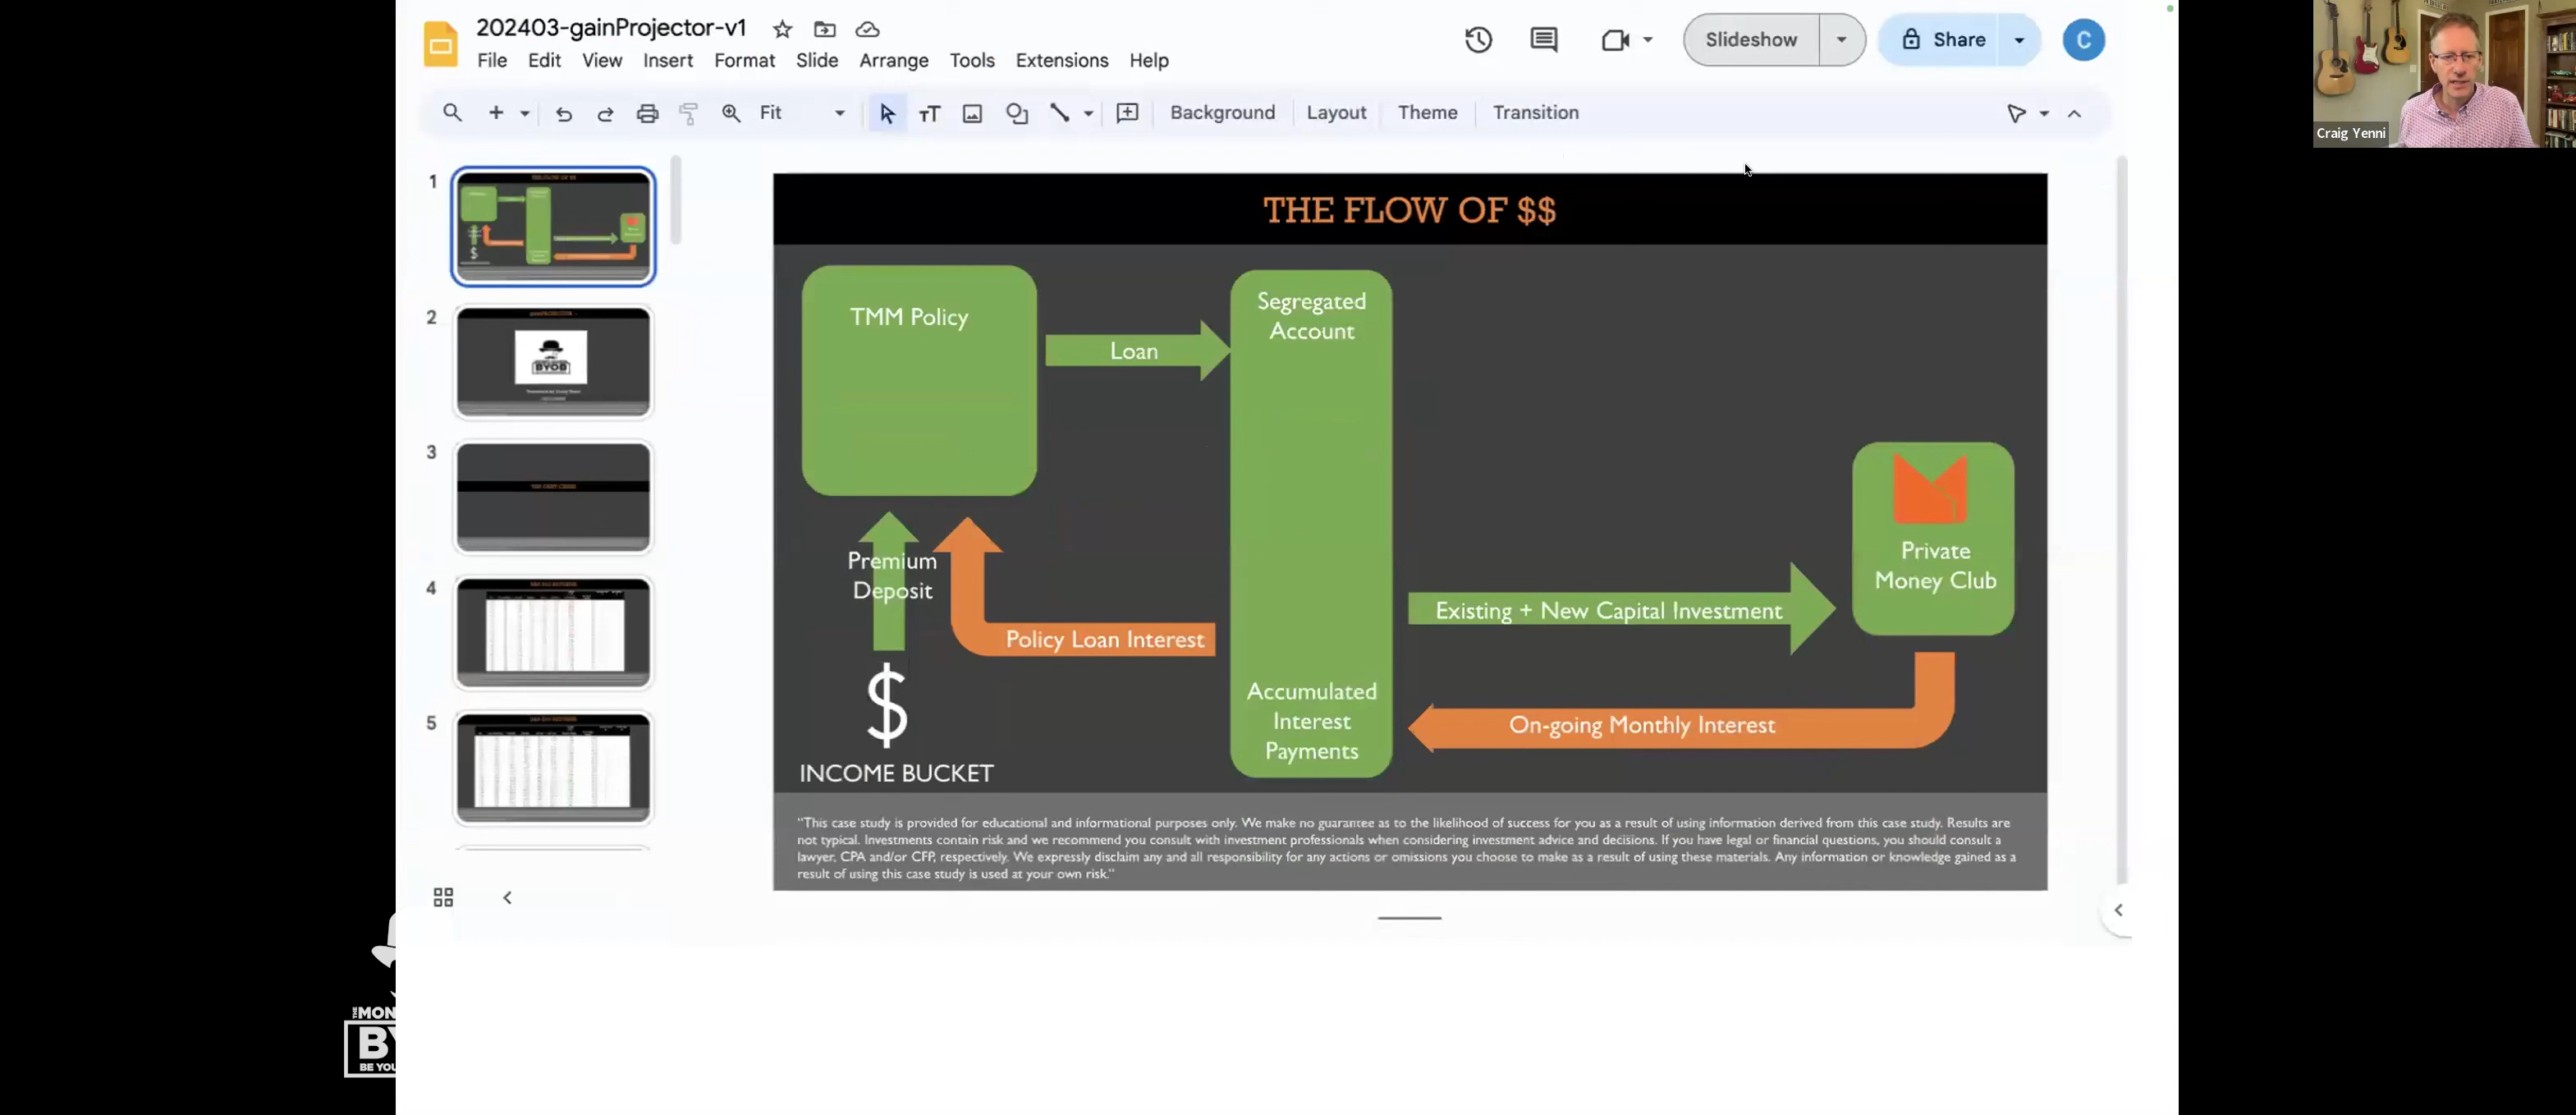 202403-gainProjector-v1
File Edit View Insert Format Slide Arrange Tools Extensions Help
Slideshow
Share
C
Craig Yenni
Fit
Background Layout Theme Transition
1
2
BYOB
3
4
5
THE FLOW OF $$
TMM Policy
Loan
Segregated
Account
Premium
Deposit
Policy Loan Interest
$
INCOME BUCKET
Existing + New Capital Investment
Private
Money Club
Accumulated
Interest
Payments
On-going Monthly Interest
"This case study is provided for educational and informational purposes only. We make no guarantee as to the likelihood of success for you as a result of using information derived from this case study. Results are
not typical. Investments contain risk and we recommend you consult with investment professionals when considering investment advice and decisions. If you have legal or financial questions, you should consult a
lawyer, CPA and/or CFP, respectively. We expressly disclaim any and all responsibility for any actions or omissions you choose to make as a result of using these materials. Any information or knowledge gained as a
result of using this case study is used at your own risk."
THE MON
BY
BE YOU